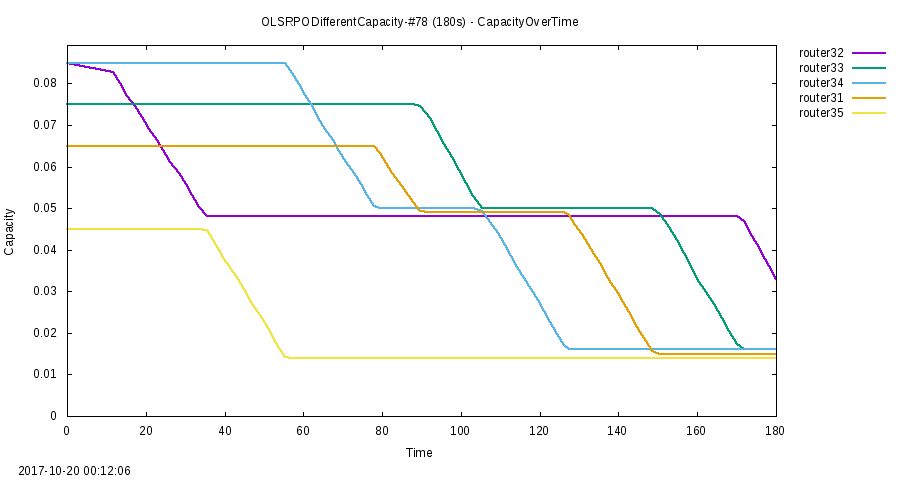 OLSRPODifferentCapacity-#78 (180s) - CapacityOverTime
router32
router33
router34
router31
router35
0.08
0.07
0.06
0.05
0.04
0.03
0.02
0.01
0
Capacity
0 20 40 60 80 100 120 140 160 180
Time
2017-10-20 00:12:06